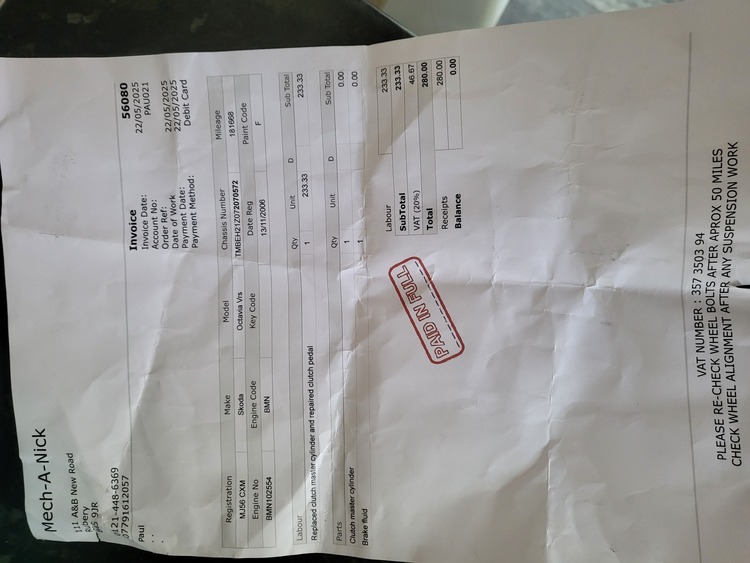 Mech-A-Nick
111 A&B New Road
Rubery
9JR
0121-448-6369
07791612057
Paul
Invoice 56080
Invoice Date: 22/05/2025
Account No: PAU021
Order Ref:
Date of Work 22/05/2025
Payment Date: 22/05/2025
Payment Method: Debit Card
Registration Make Model Chassis Number Mileage
MJ56 CXM Skoda Octavia Vrs TMBEH21Z072070572 181668
Engine No Engine Code Key Code Date Reg Paint Code
BMN102554 BMN 13/11/2006 F
Labour Qty Unit D Sub Total
Replaced clutch master cylinder and repaired clutch pedal 1 233.33 233.33
Parts Qty Unit D Sub Total
Clutch master cylinder 1 0.00
Brake fluid 1 0.00
Labour 233.33
SubTotal 233.33
VAT (20%) 46.67
Total 280.00
Receipts 280.00
Balance 0.00
PAID IN FULL
VAT NUMBER : 357 3503 94
PLEASE RE-CHECK WHEEL BOLTS AFTER APROX 50 MILES
CHECK WHEEL ALIGNMENT AFTER ANY SUSPENSION WORK